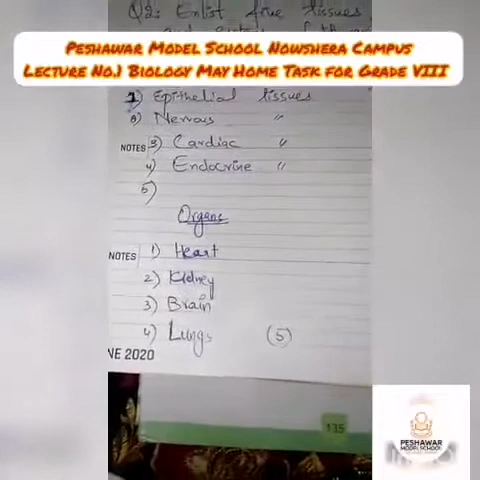 Q2: Enlist five tissues
PESHAWAR MODEL SCHOOL NOWSHERA CAMPUS
LECTURE NO.1 BIOLOGY MAY HOME TASK FOR GRADE VIII
1) Epithelial tissues
2) Nervous "
NOTES 3) Cardiac "
4) Endocrine "
5)
Organs
NOTES 1) Heart
2) Kidney
3) Brain
4) Lungs (5)
NE 2020
135
PESHAWAR
MODEL SCHOOL